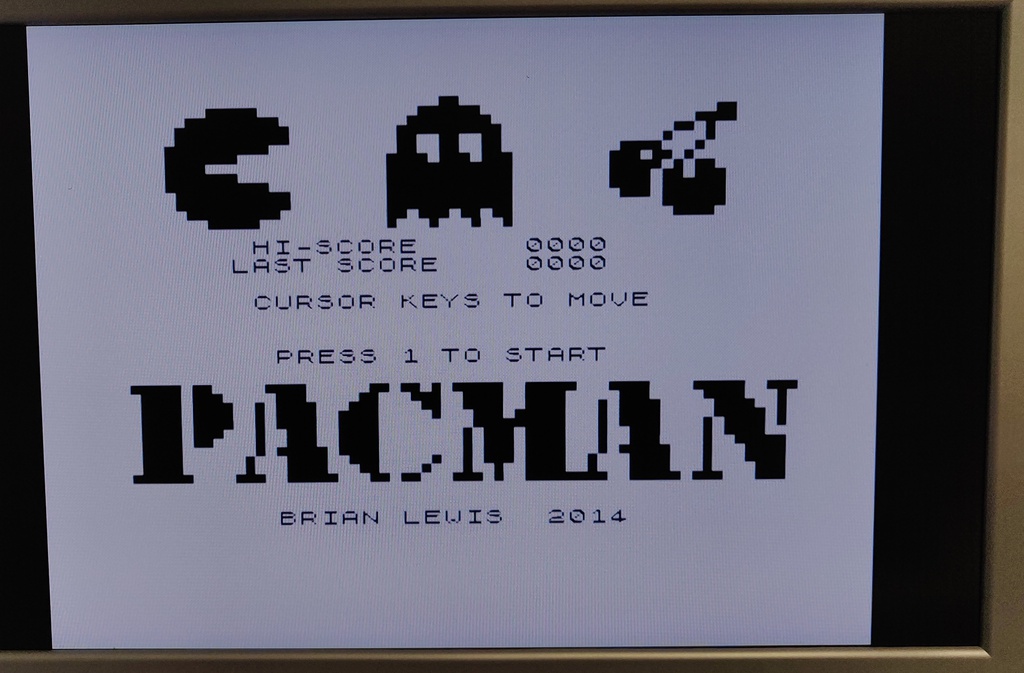 HI-SCORE 0000
LAST SCORE 0000
CURSOR KEYS TO MOVE
PRESS 1 TO START
PACMAN
BRIAN LEWIS 2014